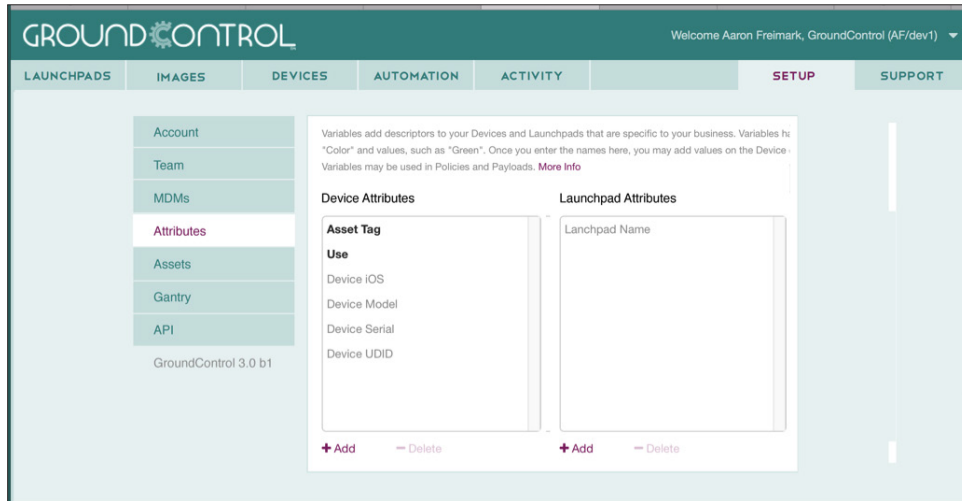 GROUNDCONTROL
Welcome Aaron Freimark, GroundControl (AF/dev1)
LAUNCHPADS IMAGES DEVICES AUTOMATION ACTIVITY SETUP SUPPORT
Account
Team
MDMs
Attributes
Assets
Gantry
API
GroundControl 3.0 b1
Variables add descriptors to your Devices and Launchpads that are specific to your business. Variables
"Color" and values, such as "Green". Once you enter the names here, you may add values on the Device
Variables may be used in Policies and Payloads. More Info
Device Attributes
Asset Tag
Use
Device iOS
Device Model
Device Serial
Device UDID
+ Add − Delete
Launchpad Attributes
Lanchpad Name
+ Add − Delete